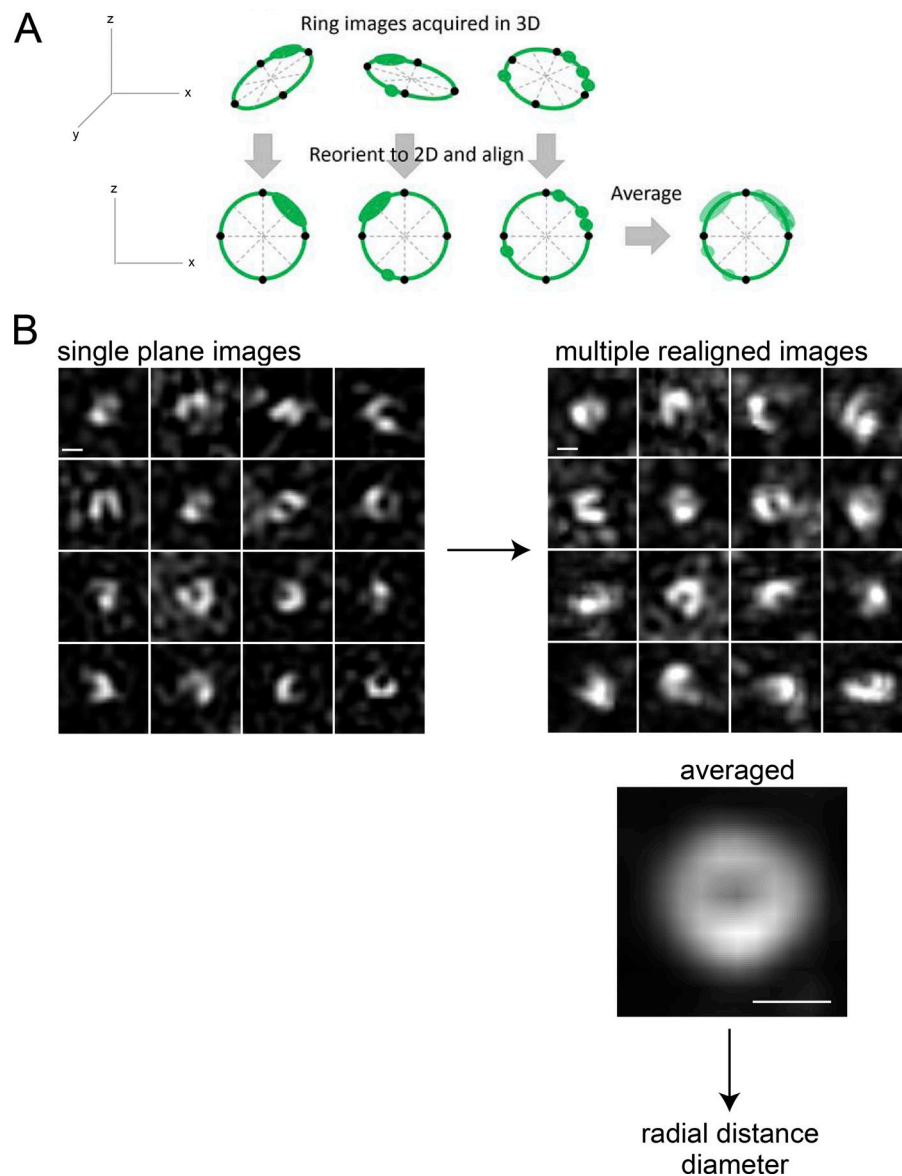 A
z
x
y
Ring images acquired in 3D
Reorient to 2D and align
z
x
Average
B
single plane images
multiple realigned images
averaged
radial distance
diameter